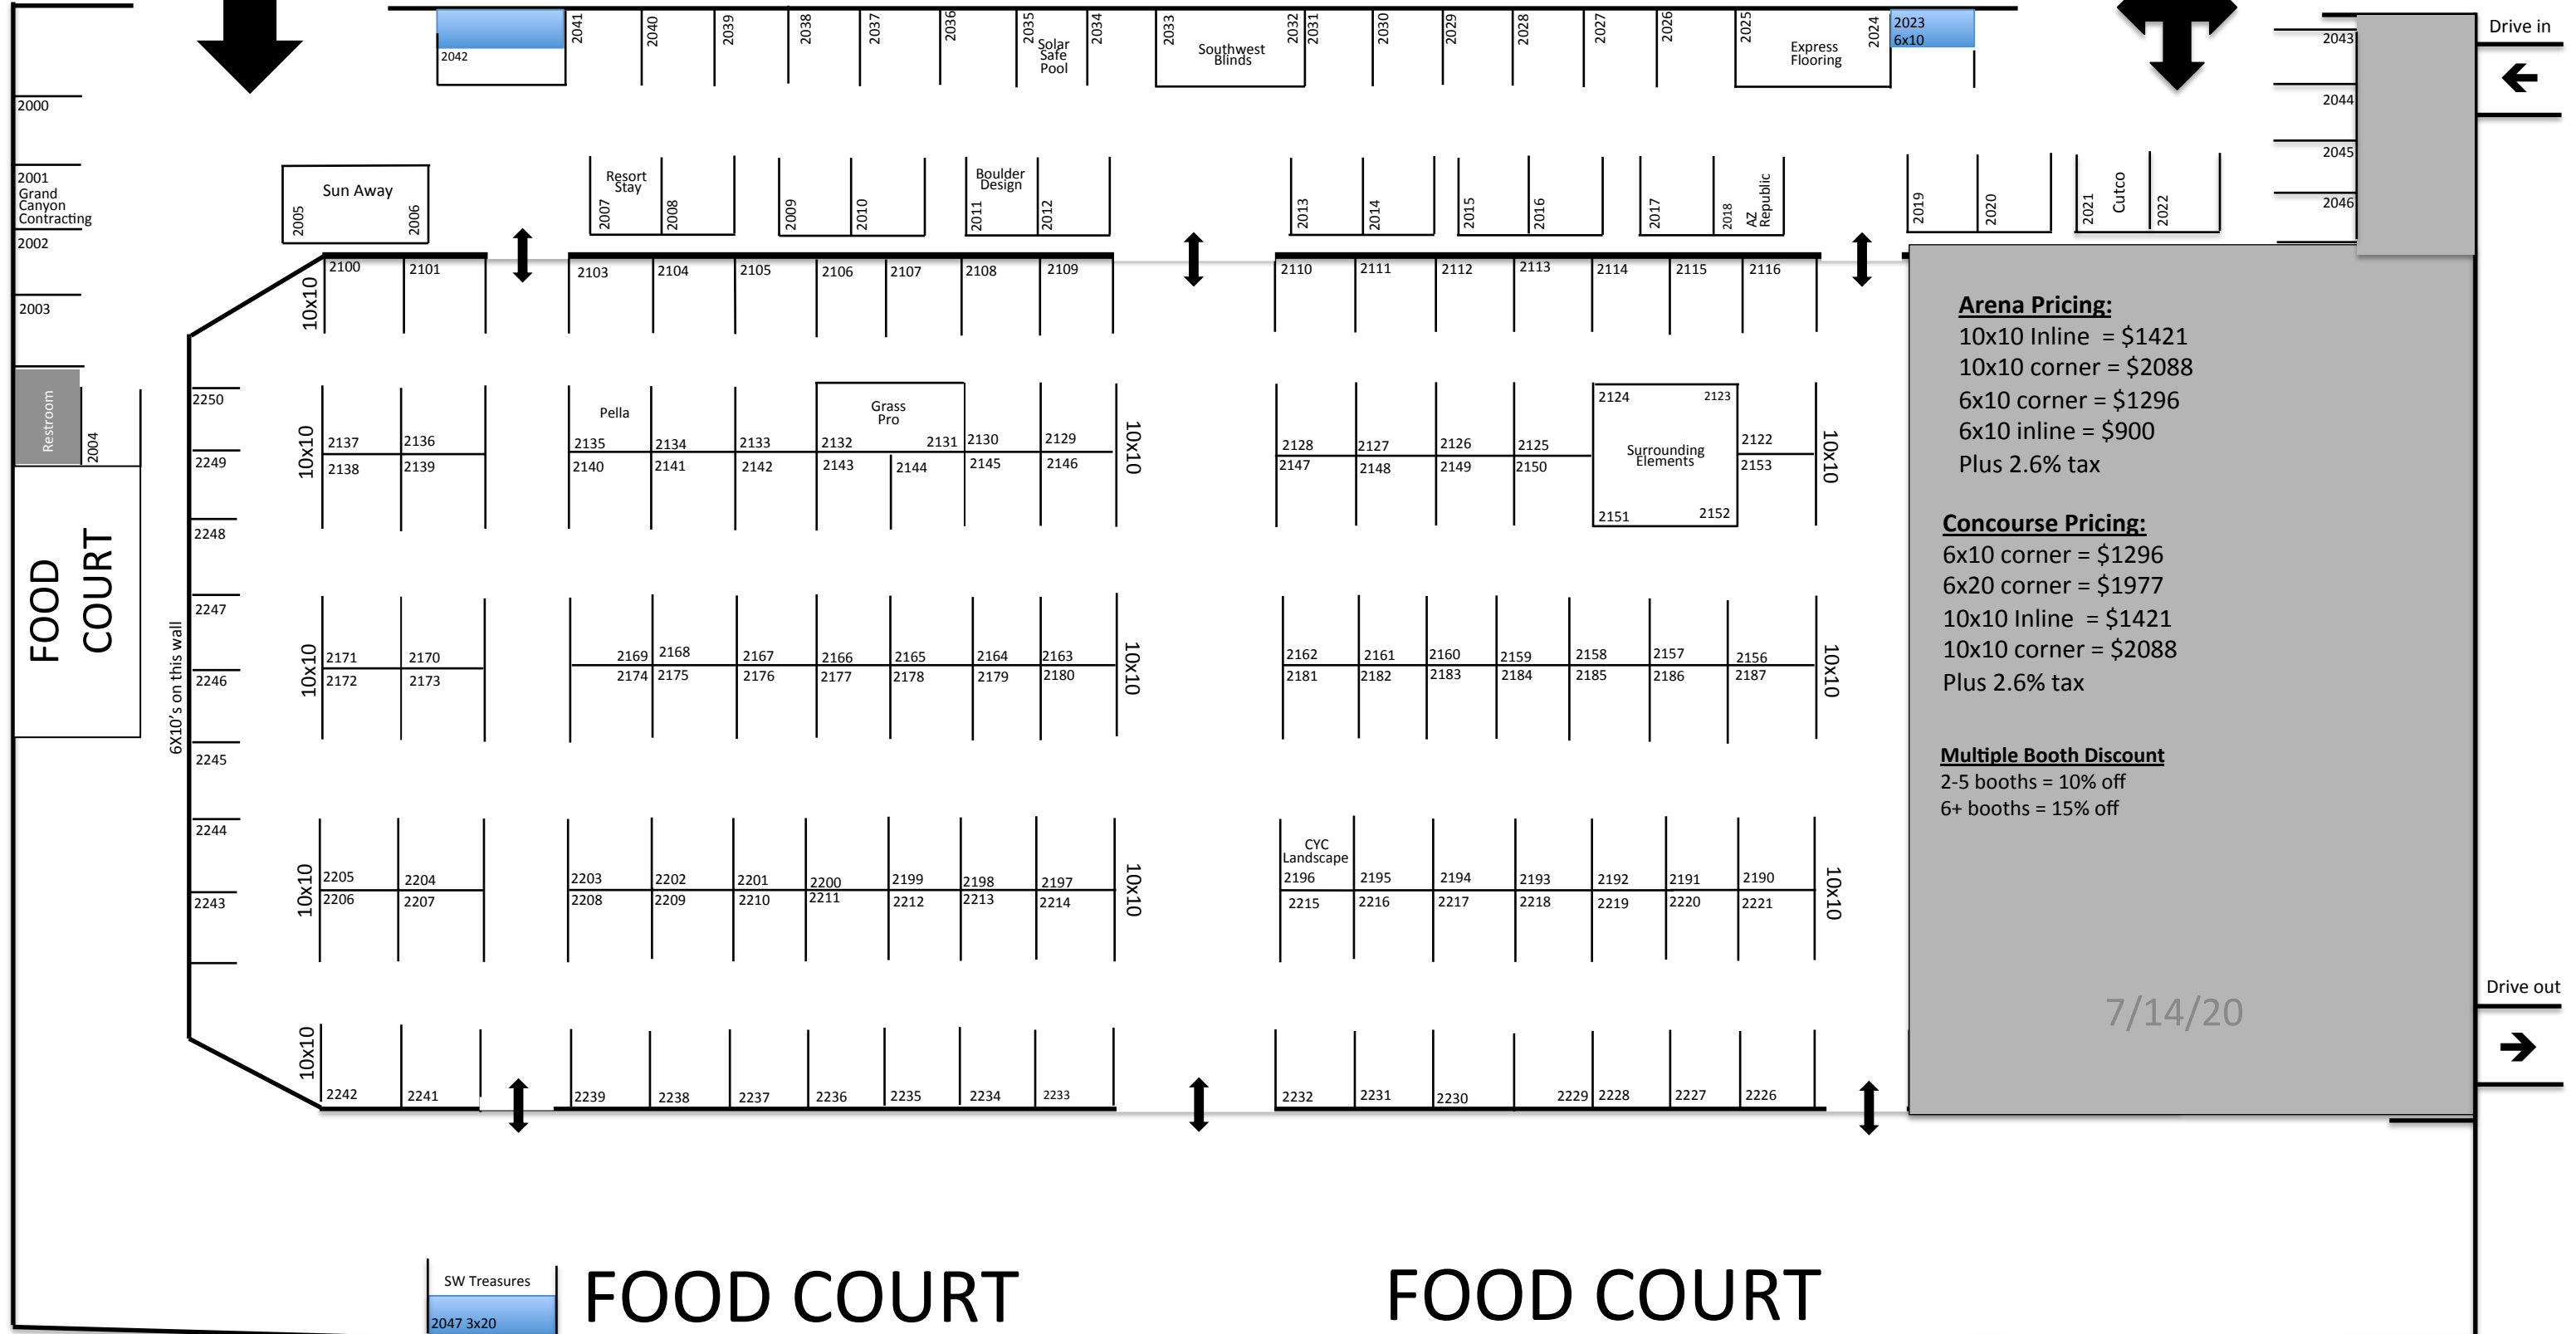 2042
2041
2040
2039
2038
2037
2036
2035
Solar
Safe
Pool
2034
2033
Southwest
Blinds
2032
2031
2030
2029
2028
2027
2026
2025
Express
Flooring
2024
2023
6x10
2043
2044
2045
2046
Drive in
2000
2001
Grand
Canyon
Contracting
2002
2003
Restroom
2004
FOOD
COURT
2005
Sun Away
2006
Resort
Stay
2007
2008
2009
2010
Boulder
Design
2011
2012
2013
2014
2015
2016
2017
2018
AZ
Republic
2019
2020
2021
Cutco
2022
10x10
2100
2101
2103
2104
2105
2106
2107
2108
2109
2110
2111
2112
2113
2114
2115
2116
2250
2249
2248
2247
2246
2245
2244
2243
6X10's on this wall
10x10
2137
2136
2138
2139
Pella
2135
2134
2133
Grass
Pro
2132
2131
2130
2129
2140
2141
2142
2143
2144
2145
2146
10x10
2128
2127
2126
2125
2124
2123
Surrounding
Elements
2122
2147
2148
2149
2150
2151
2152
2153
10x10
10x10
2171
2170
2172
2173
2169
2168
2167
2166
2165
2164
2163
2174
2175
2176
2177
2178
2179
2180
10x10
2162
2161
2160
2159
2158
2157
2156
2181
2182
2183
2184
2185
2186
2187
10x10
10x10
2205
2204
2206
2207
2203
2202
2201
2200
2199
2198
2197
2208
2209
2210
2211
2212
2213
2214
10x10
CYC
Landscape
2196
2195
2194
2193
2192
2191
2190
2215
2216
2217
2218
2219
2220
2221
10x10
10x10
2242
2241
2239
2238
2237
2236
2235
2234
2233
2232
2231
2230
2229
2228
2227
2226
Arena Pricing:
10x10 Inline = $1421
10x10 corner = $2088
6x10 corner = $1296
6x10 inline = $900
Plus 2.6% tax
Concourse Pricing:
6x10 corner = $1296
6x20 corner = $1977
10x10 Inline = $1421
10x10 corner = $2088
Plus 2.6% tax
Multiple Booth Discount
2-5 booths = 10% off
6+ booths = 15% off
7/14/20
Drive out
SW Treasures
2047 3x20
FOOD COURT
FOOD COURT